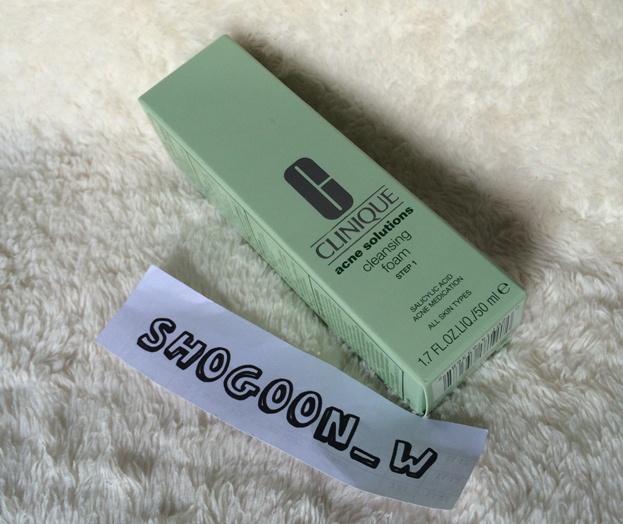 CLINIQUE
acne solutions
cleansing
foam
STEP 1
SALICYLIC ACID
ACNE MEDICATION
ALL SKIN TYPES
1.7 FL.OZ.LIQ./50 ml ℮
SHOGOON_W